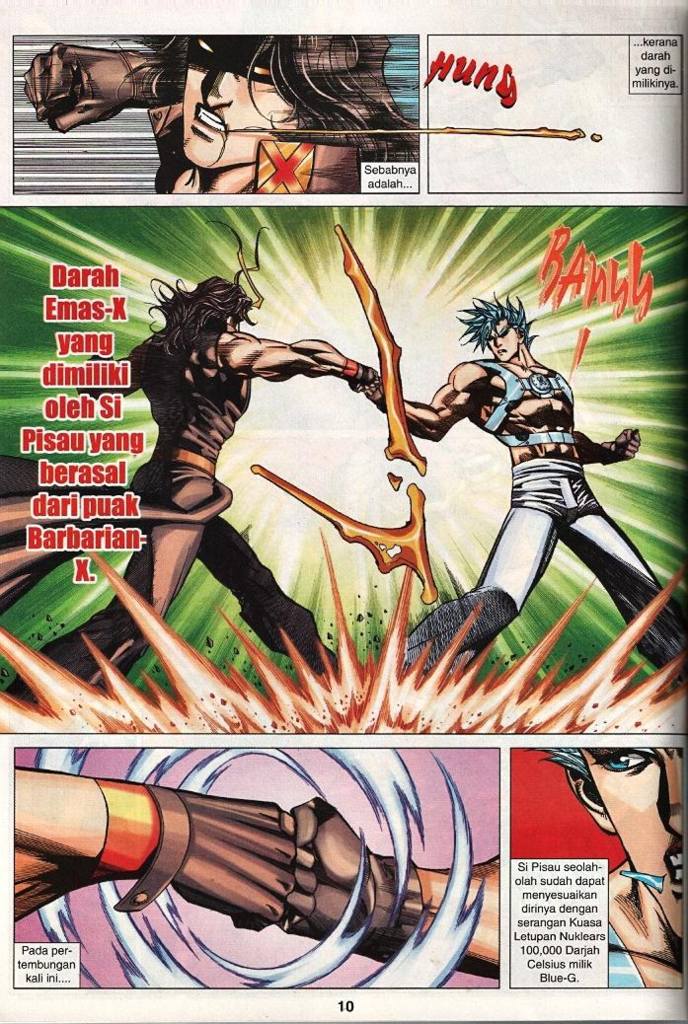 Sebabnya
adalah...
HUNG
...kerana
darah
yang di-
milikinya.
Darah
Emas-X
yang
dimiliki
oleh Si
Pisau yang
berasal
dari puak
Barbarian-
X.
BANGG
!
Pada per-
tembungan
kali ini....
Si Pisau seolah-
olah sudah dapat
menyesuaikan
dirinya dengan
serangan Kuasa
Letupan Nuklears
100,000 Darjah
Celsius milik
Blue-G.
10